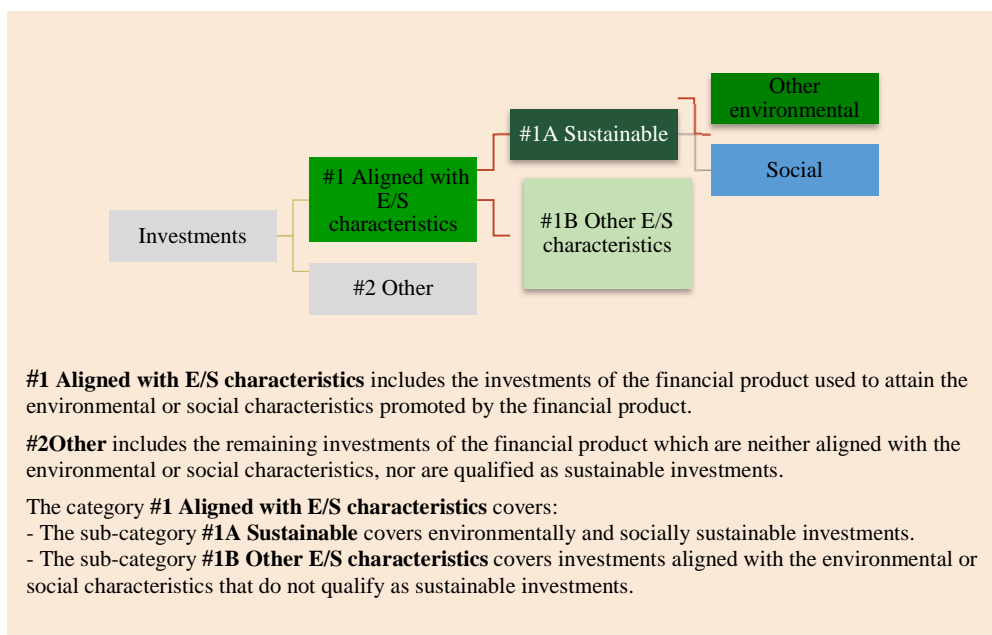 Other
environmental
#1A Sustainable
Social
#1 Aligned with
E/S
characteristics
#1B Other E/S
characteristics
Investments
#2 Other
#1 Aligned with E/S characteristics includes the investments of the financial product used to attain the
environmental or social characteristics promoted by the financial product.
#2Other includes the remaining investments of the financial product which are neither aligned with the
environmental or social characteristics, nor are qualified as sustainable investments.
The category #1 Aligned with E/S characteristics covers:
- The sub-category #1A Sustainable covers environmentally and socially sustainable investments.
- The sub-category #1B Other E/S characteristics covers investments aligned with the environmental or
social characteristics that do not qualify as sustainable investments.